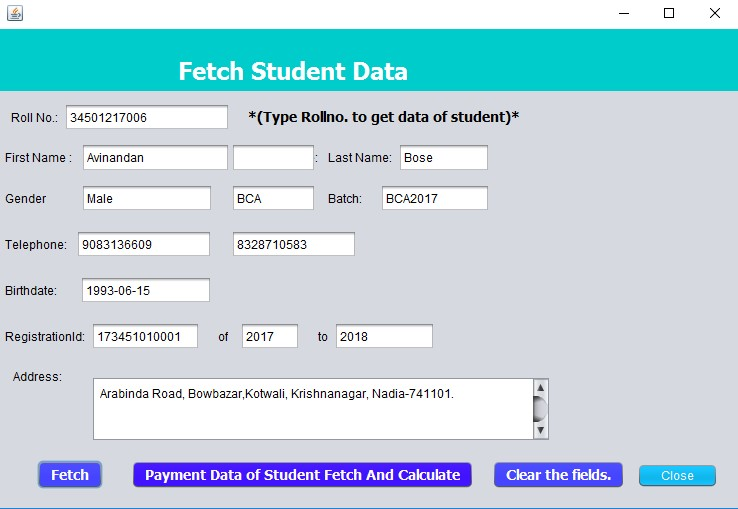 Fetch Student Data
Roll No.: 34501217006 *(Type Rollno. to get data of student)*
First Name : Avinandan : Last Name: Bose
Gender Male BCA Batch: BCA2017
Telephone: 9083136609 8328710583
Birthdate: 1993-06-15
RegistrationId: 173451010001 of 2017 to 2018
Address:
Arabinda Road, Bowbazar,Kotwali, Krishnanagar, Nadia-741101.
Fetch Payment Data of Student Fetch And Calculate Clear the fields. Close